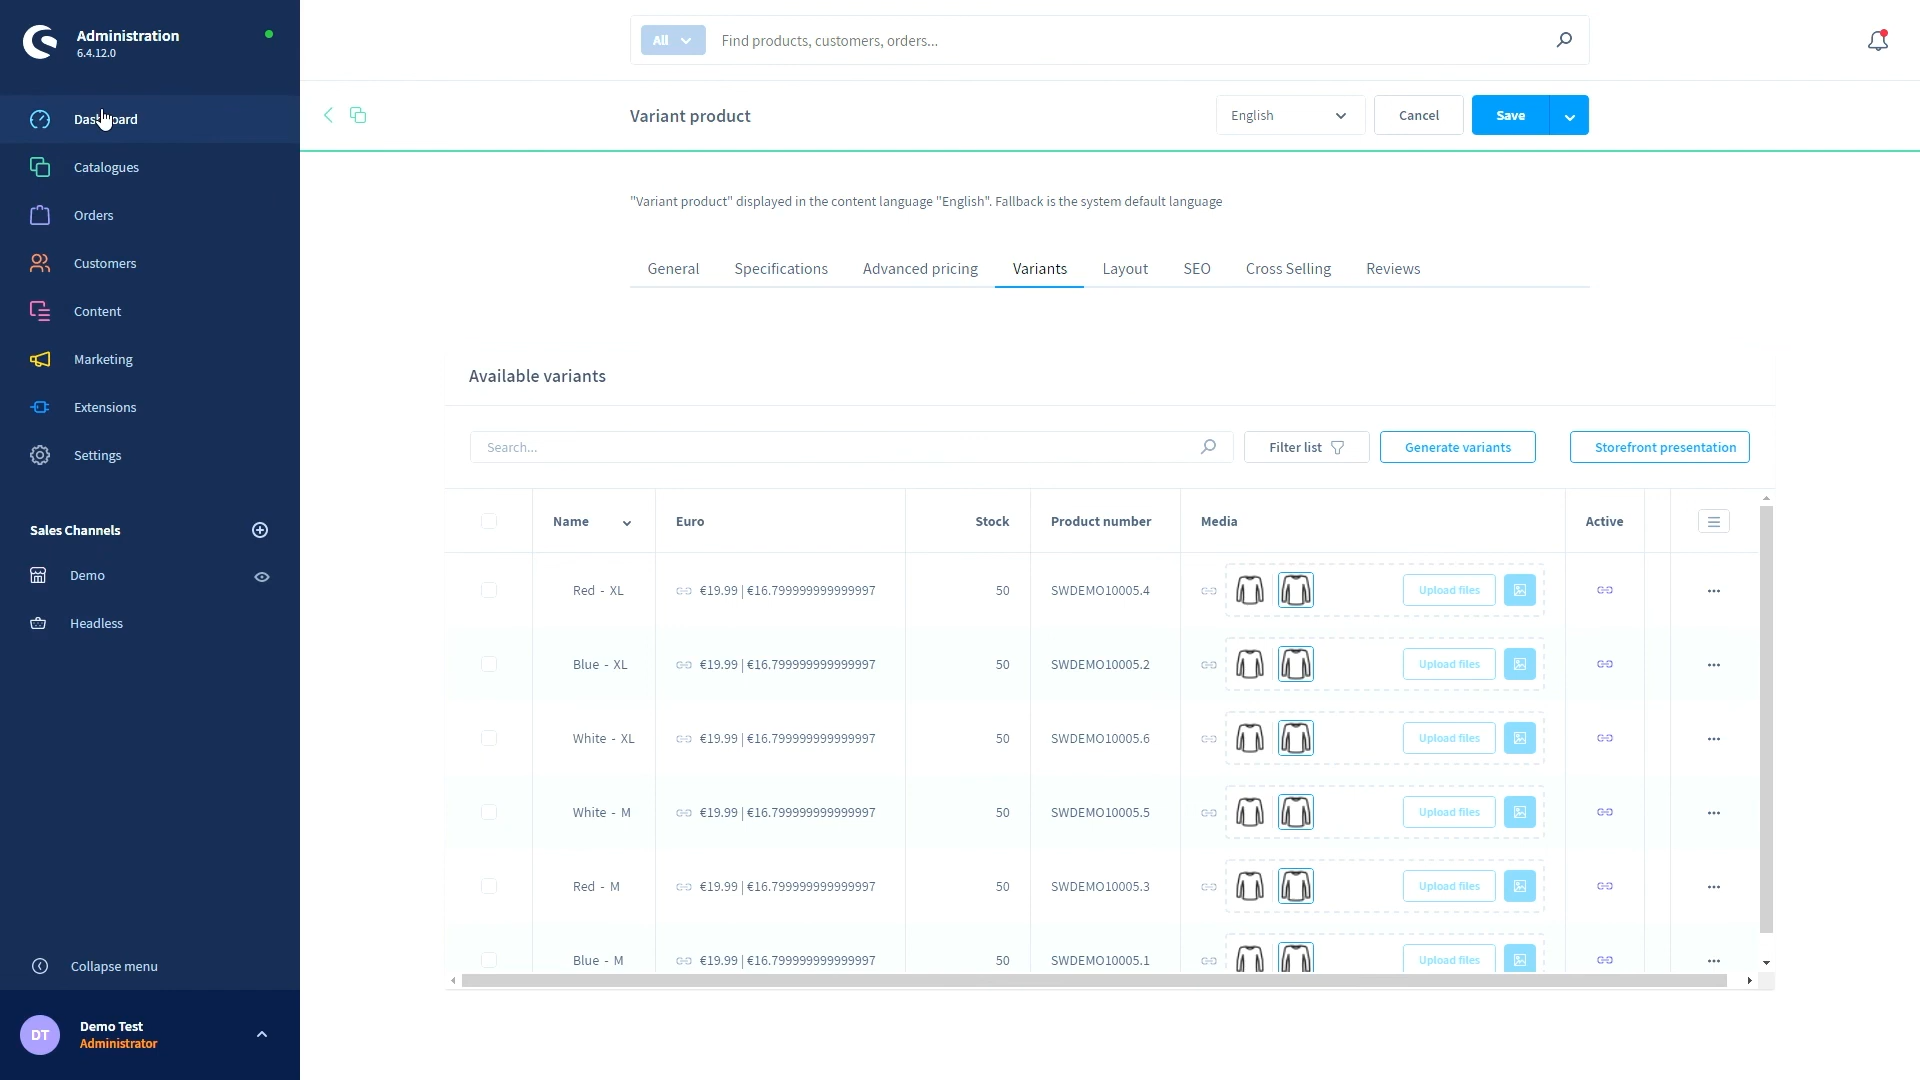 Administration
6.4.12.0
Dashboard
Catalogues
Orders
Customers
Content
Marketing
Extensions
Settings
Sales Channels
Demo
Headless
Collapse menu
DT
Demo Test
Administrator
All
Find products, customers, orders...
Variant product
English
Cancel
Save
"Variant product" displayed in the content language "English". Fallback is the system default language
General Specifications Advanced pricing Variants Layout SEO Cross Selling Reviews
Available variants
Search...
Filter list
Generate variants
Storefront presentation
Name Euro Stock Product number Media Active
Red - XL €19.99 | €16.799999999999997 50 SWDEMO10005.4 Upload files
Blue - XL €19.99 | €16.799999999999997 50 SWDEMO10005.2 Upload files
White - XL €19.99 | €16.799999999999997 50 SWDEMO10005.6 Upload files
White - M €19.99 | €16.799999999999997 50 SWDEMO10005.5 Upload files
Red - M €19.99 | €16.799999999999997 50 SWDEMO10005.3 Upload files
Blue - M €19.99 | €16.799999999999997 50 SWDEMO10005.1 Upload files